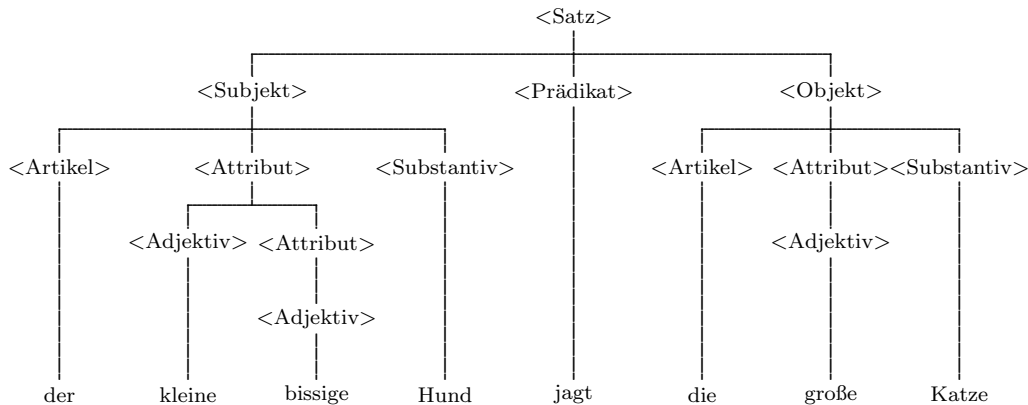 <Satz>
<Subjekt> <Prädikat> <Objekt>
<Artikel> <Attribut> <Substantiv> <Artikel> <Attribut> <Substantiv>
<Adjektiv> <Attribut> <Adjektiv>
<Adjektiv>
der kleine bissige Hund jagt die große Katze